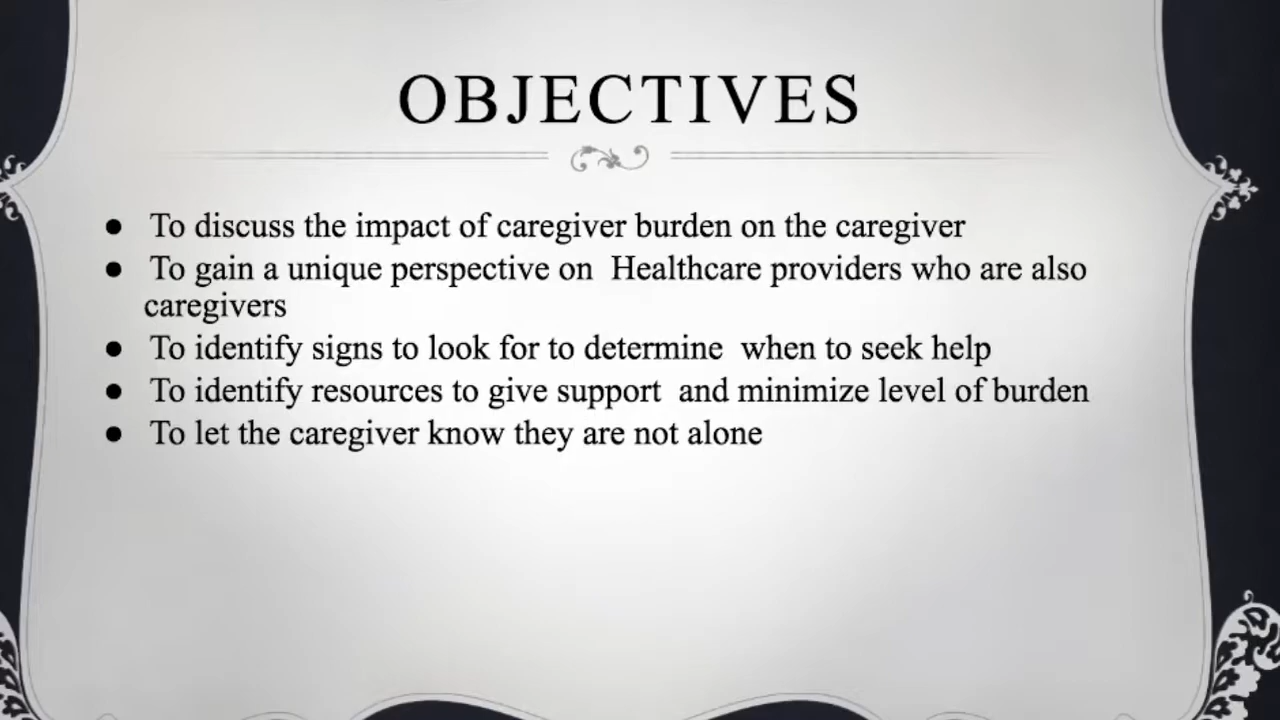 OBJECTIVES
● To discuss the impact of caregiver burden on the caregiver
● To gain a unique perspective on  Healthcare providers who are also
caregivers
● To identify signs to look for to determine  when to seek help
● To identify resources to give support  and minimize level of burden
● To let the caregiver know they are not alone